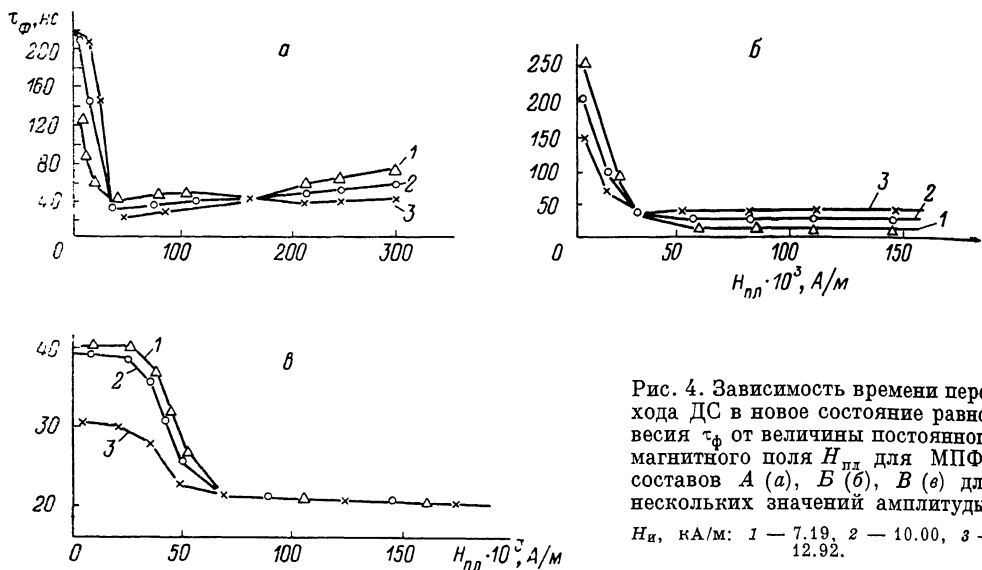 τф, нс
200
160
120
80
40
0
100
200
300
а
1
2
3
250
200
150
100
50
0
50
100
150
б
3
2
1
Hпл·10³, А/м
40
30
20
0
50
100
150
в
1
2
3
Hпл·10³, А/м
Рис. 4. Зависимость времени пере
хода ДС в новое состояние равно
весия τф от величины постоянног
магнитного поля Hпл для МПФ
составов А (а), Б (б), В (в) дл
нескольких значений амплитуды
Hи, кА/м: 1 — 7.19, 2 — 10.00, 3 —
12.92.